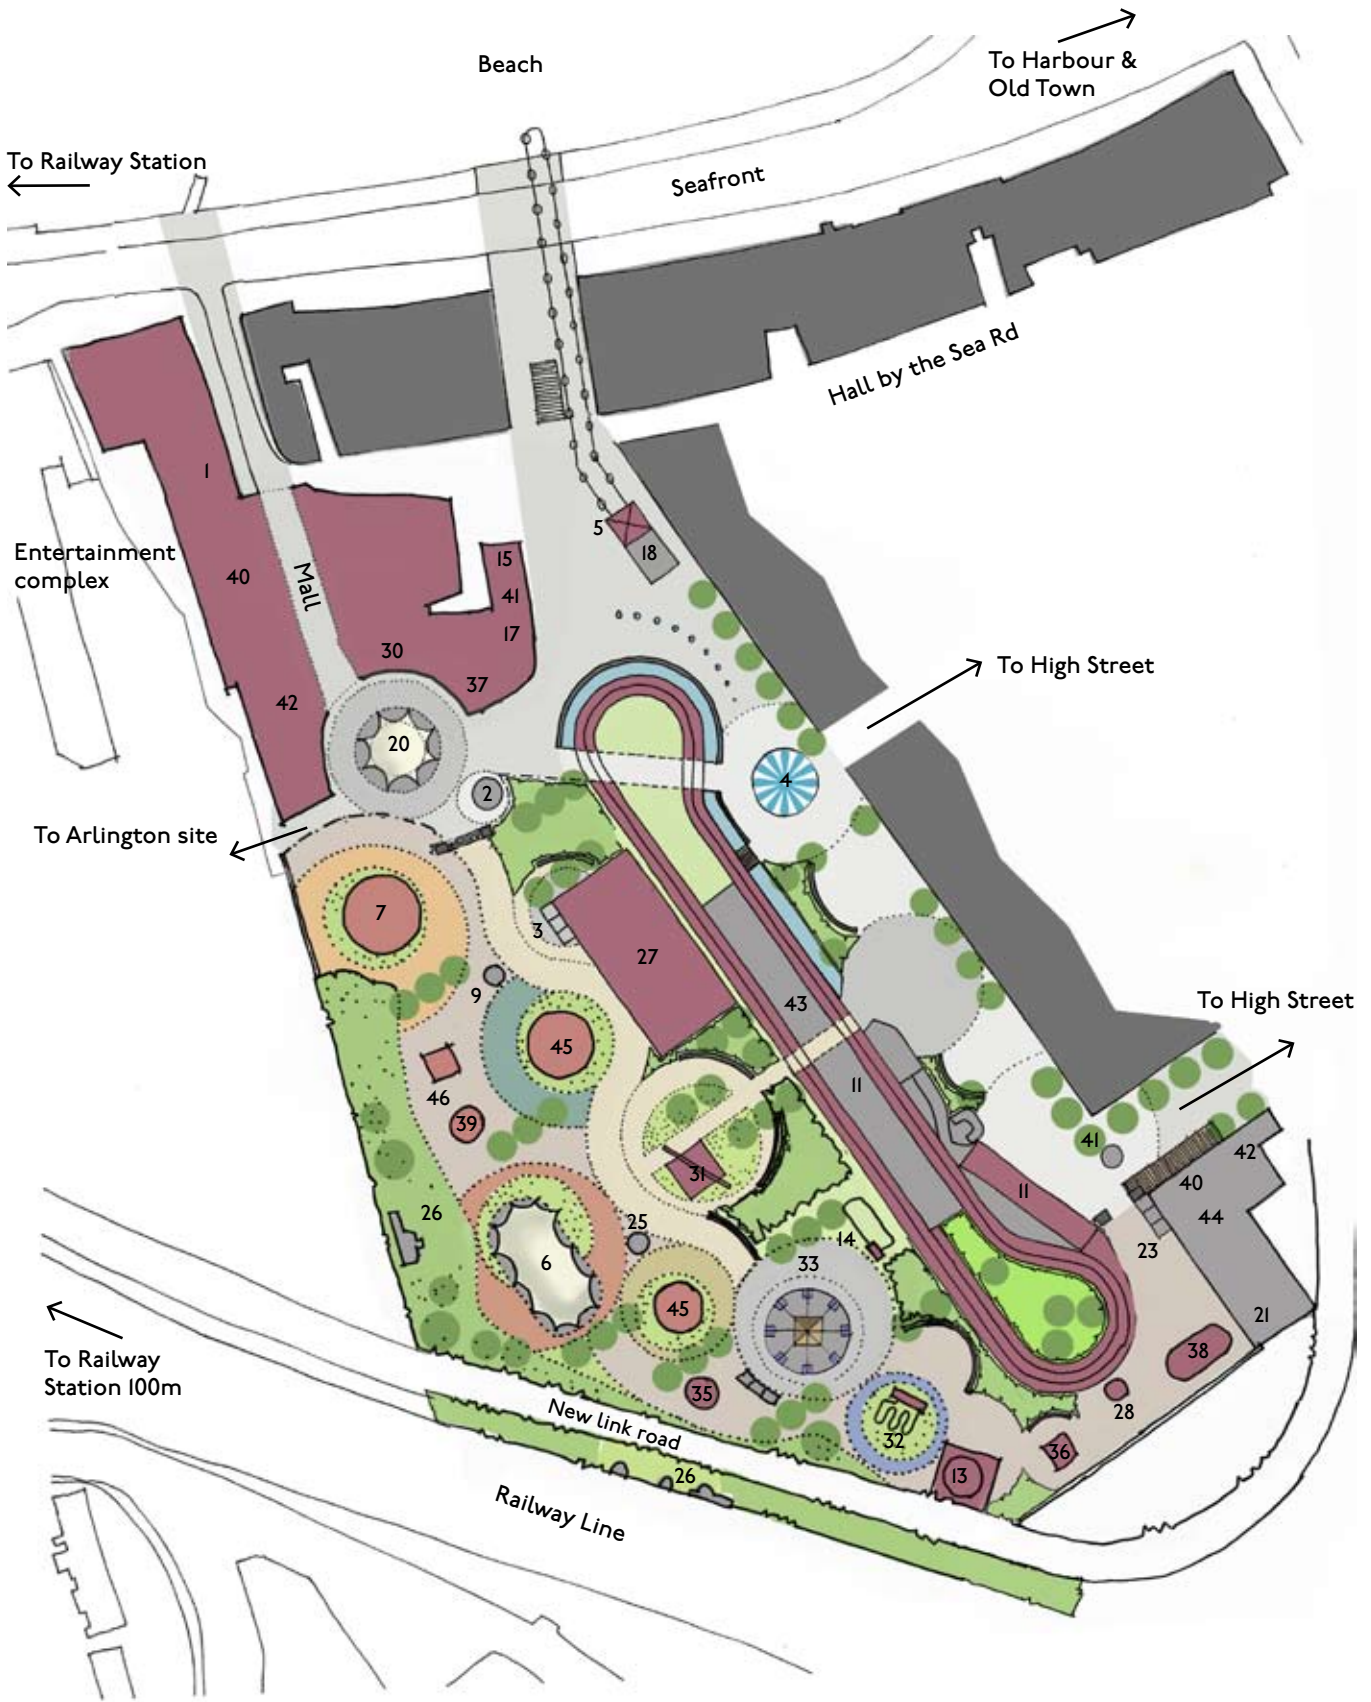 To Harbour &
Old Town
Beach
To Railway Station
Seafront
Hall by the Sea Rd
1
5
18
Entertainment
complex
40
Mall
15
41
17
30
37
42
To High Street
20
2
4
To Arlington site
7
3
27
9
43
To High Street
45
46
39
11
41
42
31
11
40
44
26
25
14
23
6
33
45
21
38
To Railway
Station 100m
35
28
New link road
32
36
13
26
Railway Line